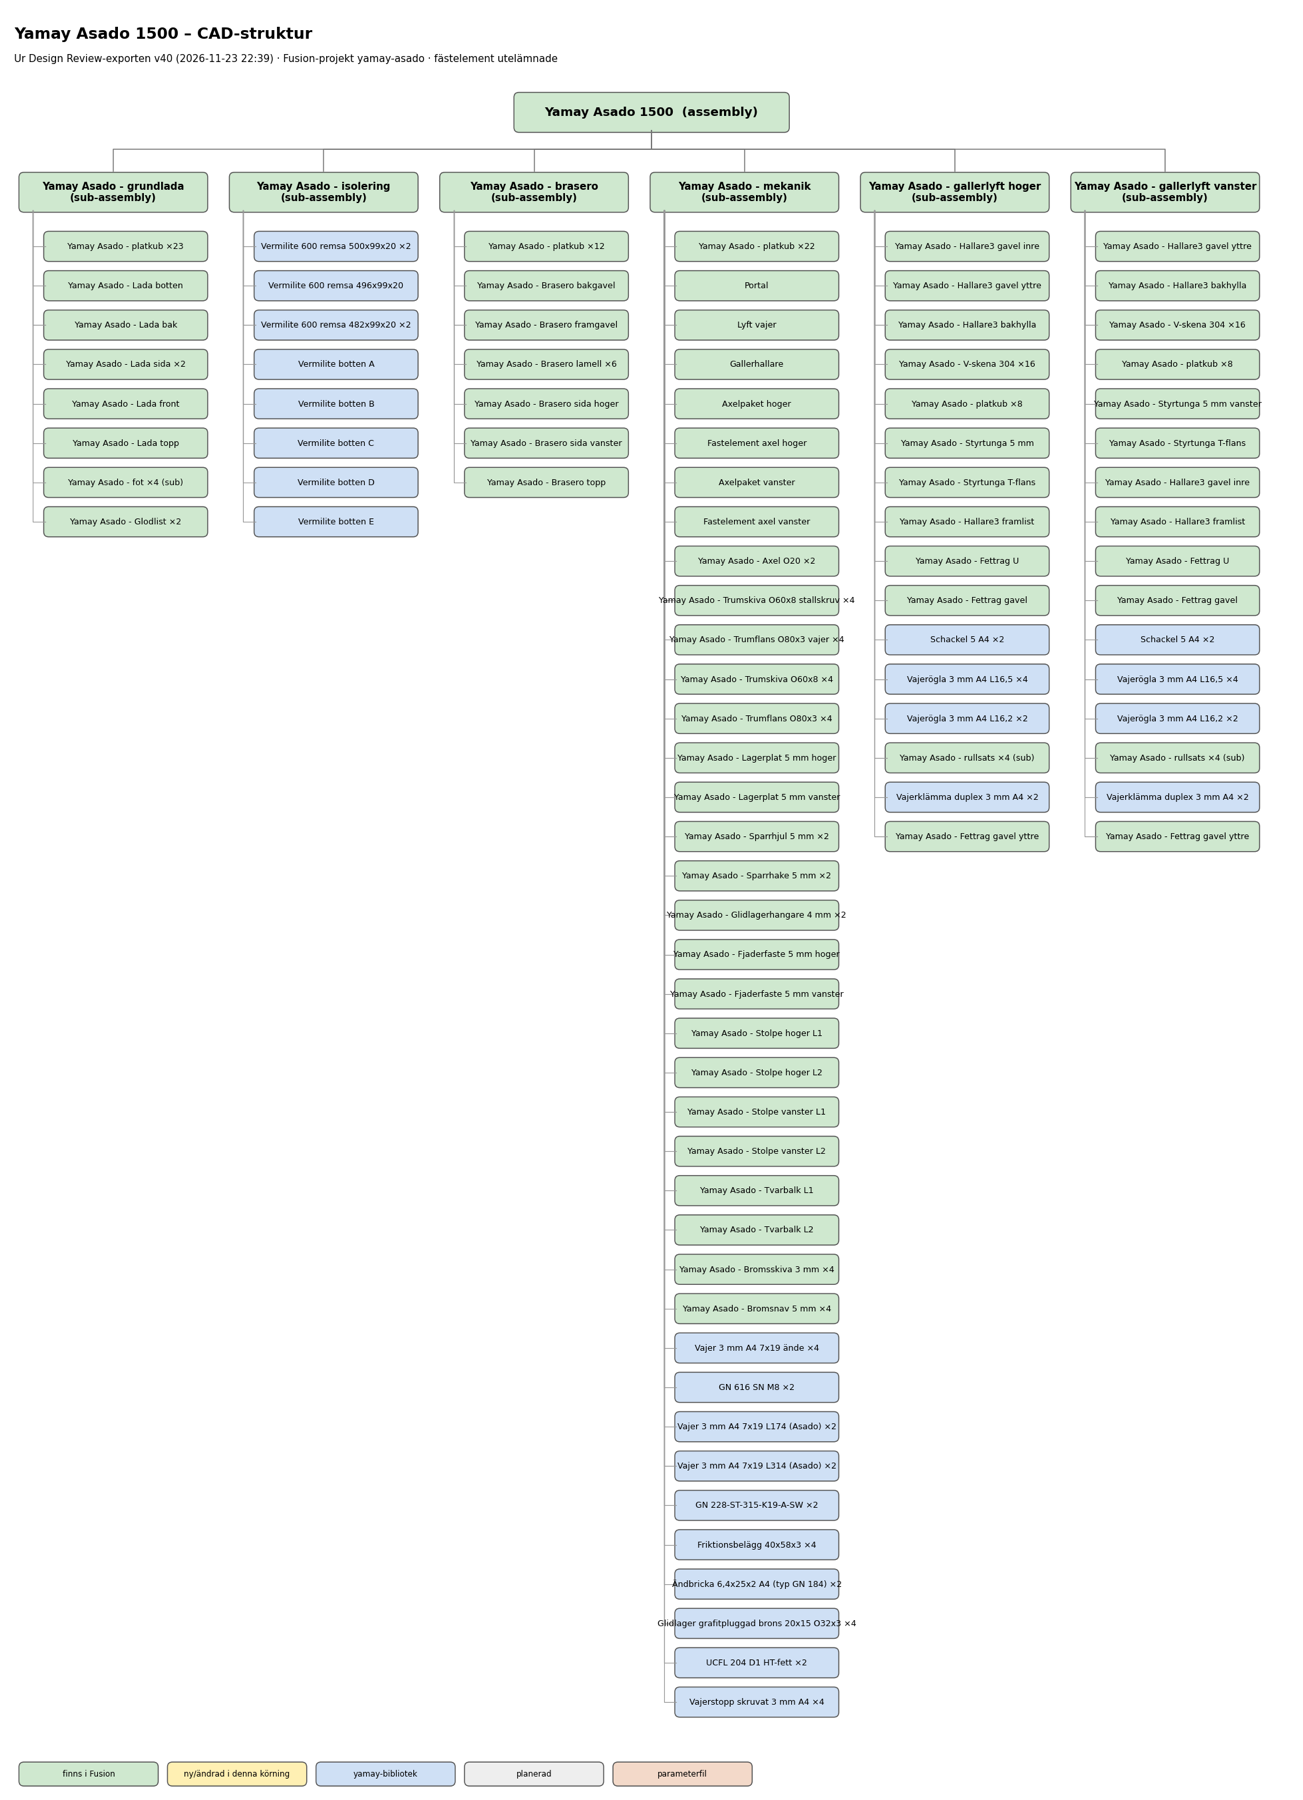 Yamay Asado 1500 – CAD-struktur
Ur Design Review-exporten v40 (2026-11-23 22:39) · Fusion-projekt yamay-asado · fästelement utelämnade
Yamay Asado 1500  (assembly)
Yamay Asado - grundlada
(sub-assembly)
Yamay Asado - platkub ×23
Yamay Asado - Lada botten
Yamay Asado - Lada bak
Yamay Asado - Lada sida ×2
Yamay Asado - Lada front
Yamay Asado - Lada topp
Yamay Asado - fot ×4 (sub)
Yamay Asado - Glodlist ×2
Yamay Asado - isolering
(sub-assembly)
Vermilite 600 remsa 500x99x20 ×2
Vermilite 600 remsa 496x99x20
Vermilite 600 remsa 482x99x20 ×2
Vermilite botten A
Vermilite botten B
Vermilite botten C
Vermilite botten D
Vermilite botten E
Yamay Asado - brasero
(sub-assembly)
Yamay Asado - platkub ×12
Yamay Asado - Brasero bakgavel
Yamay Asado - Brasero framgavel
Yamay Asado - Brasero lamell ×6
Yamay Asado - Brasero sida hoger
Yamay Asado - Brasero sida vanster
Yamay Asado - Brasero topp
Yamay Asado - mekanik
(sub-assembly)
Yamay Asado - platkub ×22
Portal
Lyft vajer
Gallerhallare
Axelpaket hoger
Fastelement axel hoger
Axelpaket vanster
Fastelement axel vanster
Yamay Asado - Axel O20 ×2
Yamay Asado - Trumskiva O60x8 stallskruv ×4
Yamay Asado - Trumflans O80x3 vajer ×4
Yamay Asado - Trumskiva O60x8 ×4
Yamay Asado - Trumflans O80x3 ×4
Yamay Asado - Lagerplat 5 mm hoger
Yamay Asado - Lagerplat 5 mm vanster
Yamay Asado - Sparrhjul 5 mm ×2
Yamay Asado - Sparrhake 5 mm ×2
Yamay Asado - Glidlagerhangare 4 mm ×2
Yamay Asado - Fjaderfaste 5 mm hoger
Yamay Asado - Fjaderfaste 5 mm vanster
Yamay Asado - Stolpe hoger L1
Yamay Asado - Stolpe hoger L2
Yamay Asado - Stolpe vanster L1
Yamay Asado - Stolpe vanster L2
Yamay Asado - Tvarbalk L1
Yamay Asado - Tvarbalk L2
Yamay Asado - Bromsskiva 3 mm ×4
Yamay Asado - Bromsnav 5 mm ×4
Vajer 3 mm A4 7x19 ände ×4
GN 616 SN M8 ×2
Vajer 3 mm A4 7x19 L174 (Asado) ×2
Vajer 3 mm A4 7x19 L314 (Asado) ×2
GN 228-ST-315-K19-A-SW ×2
Friktionsbelägg 40x58x3 ×4
Ändbricka 6,4x25x2 A4 (typ GN 184) ×2
Glidlager grafitpluggad brons 20x15 O32x3 ×4
UCFL 204 D1 HT-fett ×2
Vajerstopp skruvat 3 mm A4 ×4
Yamay Asado - gallerlyft hoger
(sub-assembly)
Yamay Asado - Hallare3 gavel inre
Yamay Asado - Hallare3 gavel yttre
Yamay Asado - Hallare3 bakhylla
Yamay Asado - V-skena 304 ×16
Yamay Asado - platkub ×8
Yamay Asado - Styrtunga 5 mm
Yamay Asado - Styrtunga T-flans
Yamay Asado - Hallare3 framlist
Yamay Asado - Fettrag U
Yamay Asado - Fettrag gavel
Schackel 5 A4 ×2
Vajerögla 3 mm A4 L16,5 ×4
Vajerögla 3 mm A4 L16,2 ×2
Yamay Asado - rullsats ×4 (sub)
Vajerklämma duplex 3 mm A4 ×2
Yamay Asado - Fettrag gavel yttre
Yamay Asado - gallerlyft vanster
(sub-assembly)
Yamay Asado - Hallare3 gavel yttre
Yamay Asado - Hallare3 bakhylla
Yamay Asado - V-skena 304 ×16
Yamay Asado - platkub ×8
Yamay Asado - Styrtunga 5 mm vanster
Yamay Asado - Styrtunga T-flans
Yamay Asado - Hallare3 gavel inre
Yamay Asado - Hallare3 framlist
Yamay Asado - Fettrag U
Yamay Asado - Fettrag gavel
Schackel 5 A4 ×2
Vajerögla 3 mm A4 L16,5 ×4
Vajerögla 3 mm A4 L16,2 ×2
Yamay Asado - rullsats ×4 (sub)
Vajerklämma duplex 3 mm A4 ×2
Yamay Asado - Fettrag gavel yttre
finns i Fusion
ny/ändrad i denna körning
yamay-bibliotek
planerad
parameterfil